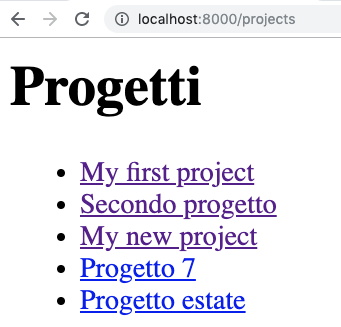 localhost:8000/projects
Progetti
My first project
Secondo progetto
My new project
Progetto 7
Progetto estate